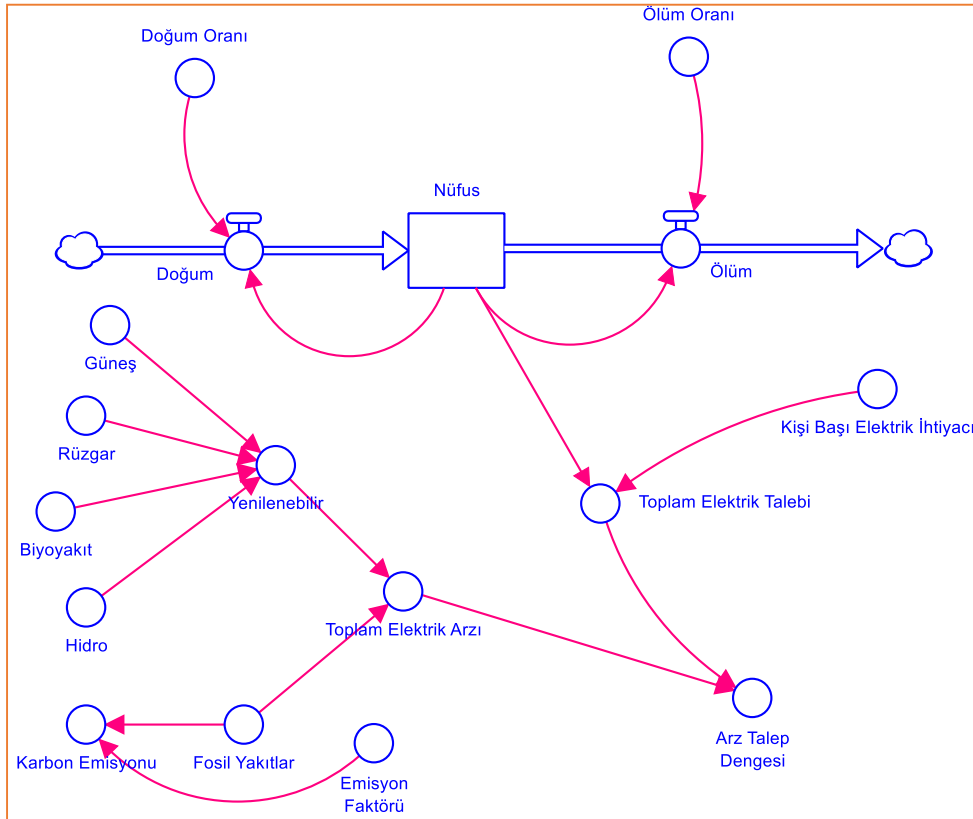 Doğum Oranı
Ölüm Oranı
Nüfus
Doğum
Ölüm
Güneş
Kişi Başı Elektrik İhtiyacı
Rüzgar
Yenilenebilir
Toplam Elektrik Talebi
Biyoyakıt
Hidro
Toplam Elektrik Arzı
Karbon Emisyonu
Fosil Yakıtlar
Emisyon
Faktörü
Arz Talep
Dengesi